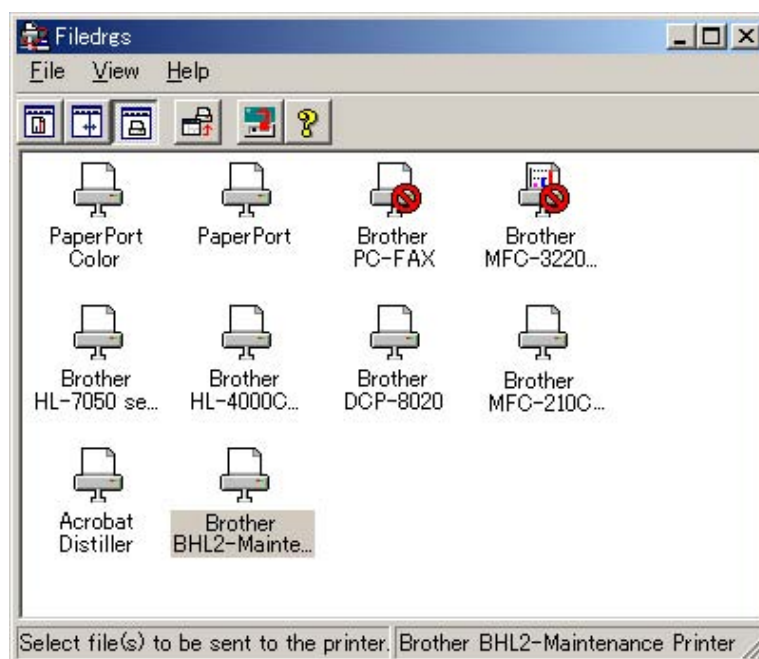 Filedrgs
File View Help
PaperPort
Color
PaperPort
Brother
PC-FAX
Brother
MFC-3220...
Brother
HL-7050 se...
Brother
HL-4000C...
Brother
DCP-8020
Brother
MFC-210C...
Acrobat
Distiller
Brother
BHL2-Mainte...
Select file(s) to be sent to the printer. Brother BHL2-Maintenance Printer